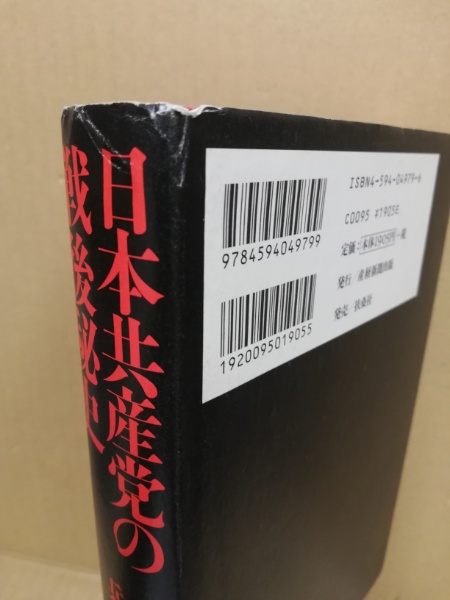 日本共産党の
戦後秘史
9784594049799
1920095019055
ISBN4-594-04979-6
C0095 ¥1905E
定価:本体1905円+税
発行/産経新聞出版
発売/扶桑社